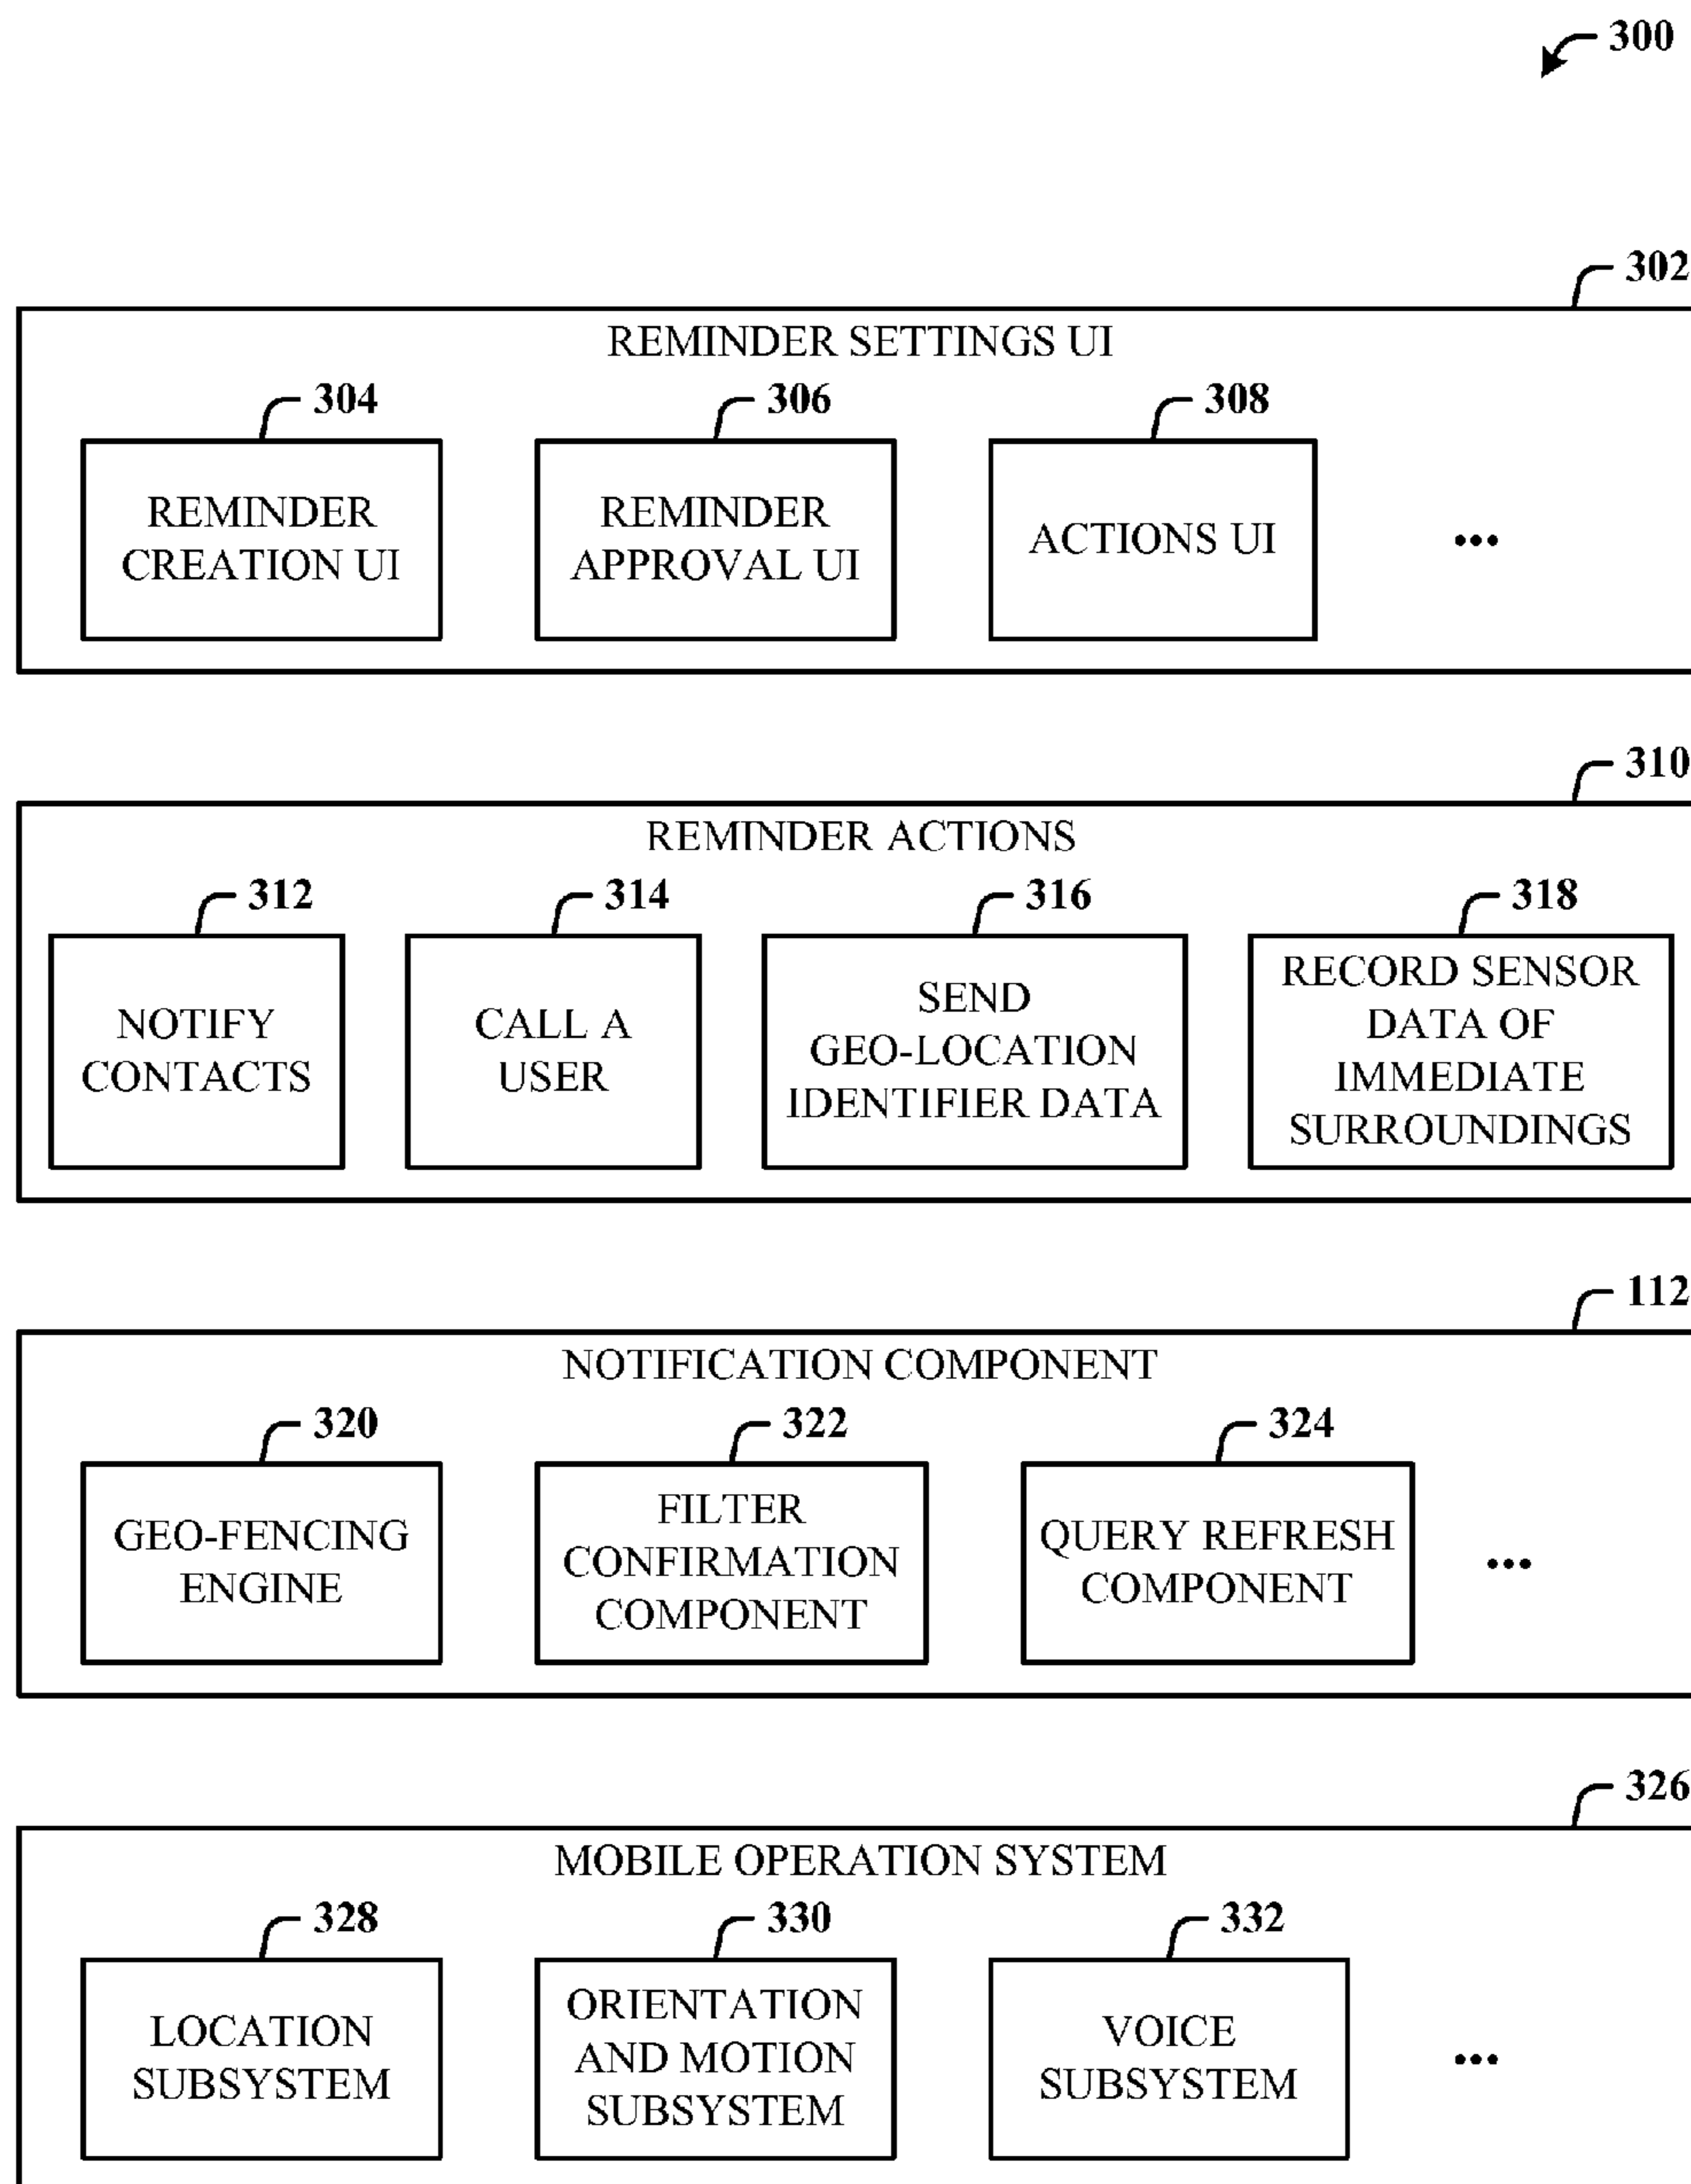 300
302
REMINDER SETTINGS UI
304
306
308
REMINDER
CREATION UI
REMINDER
APPROVAL UI
ACTIONS UI
...
310
REMINDER ACTIONS
312
314
316
318
NOTIFY
CONTACTS
CALL A
USER
SEND
GEO-LOCATION
IDENTIFIER DATA
RECORD SENSOR
DATA OF
IMMEDIATE
SURROUNDINGS
112
NOTIFICATION COMPONENT
320
322
324
GEO-FENCING
ENGINE
FILTER
CONFIRMATION
COMPONENT
QUERY REFRESH
COMPONENT
...
326
MOBILE OPERATION SYSTEM
328
330
332
LOCATION
SUBSYSTEM
ORIENTATION
AND MOTION
SUBSYSTEM
VOICE
SUBSYSTEM
...